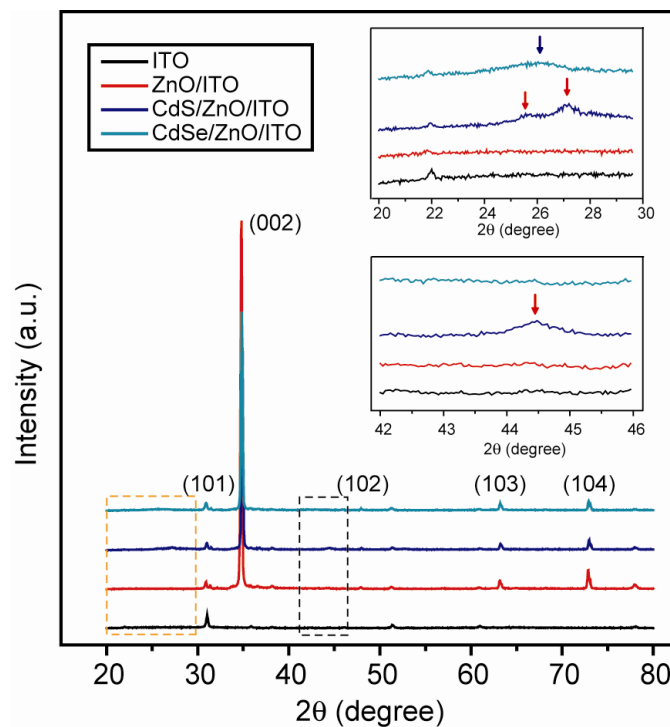 ITO
ZnO/ITO
CdS/ZnO/ITO
CdSe/ZnO/ITO
20 22 24 26 28 30
2θ (degree)
(002)
42 43 44 45 46
2θ (degree)
Intensity (a.u.)
(101) (102) (103) (104)
20 30 40 50 60 70 80
2θ (degree)